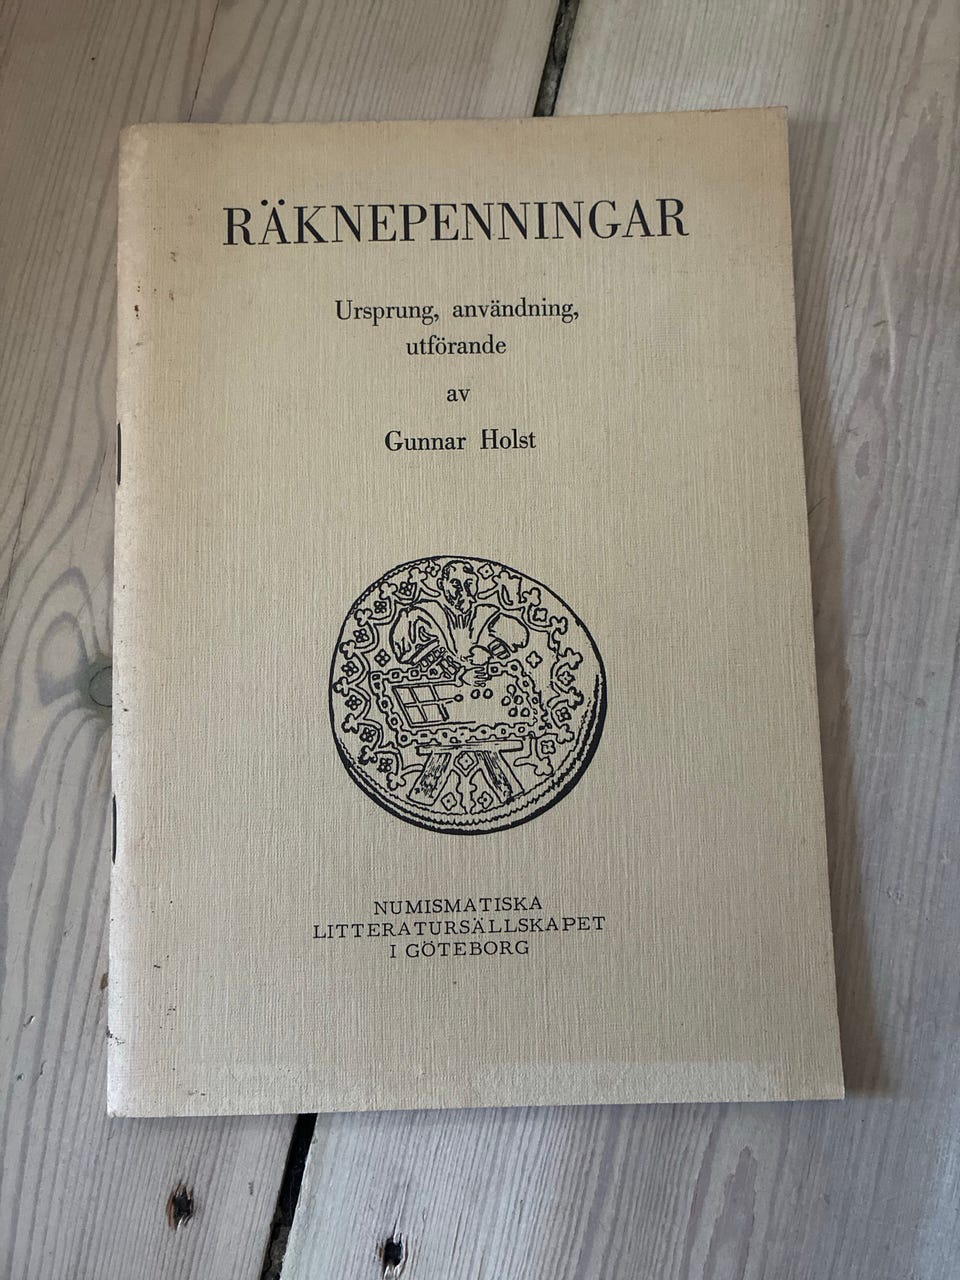 RÄKNEPENNINGAR
Ursprung, användning,
utförande
av
Gunnar Holst
NUMISMATISKA
LITTERATURSÄLLSKAPET
I GÖTEBORG